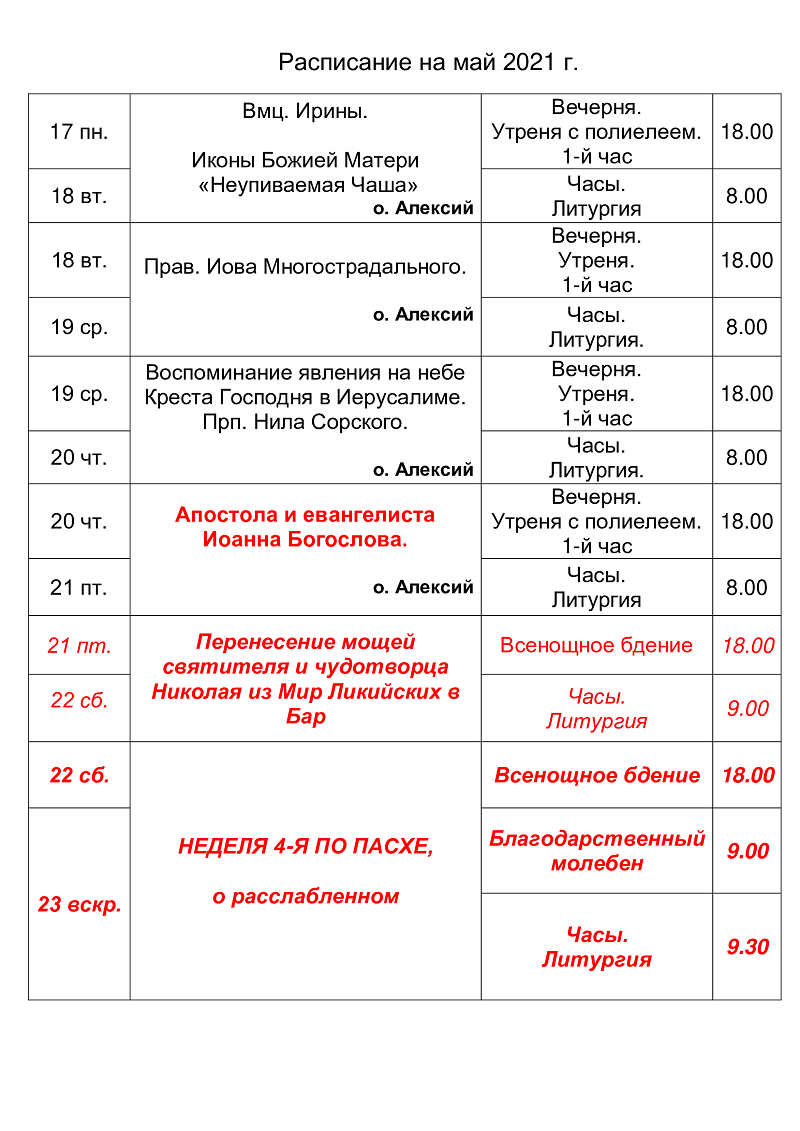 Расписание на май 2021 г.
17 пн.
Вмц. Ирины.
Иконы Божией Матери
«Неупиваемая Чаша»
о. Алексий
Вечерня.
Утреня с полиелеем.
1-й час
18.00
18 вт.
Часы.
Литургия
8.00
18 вт.
Прав. Иова Многострадального.
о. Алексий
Вечерня.
Утреня.
1-й час
18.00
19 ср.
Часы.
Литургия.
8.00
19 ср.
Воспоминание явления на небе
Креста Господня в Иерусалиме.
Прп. Нила Сорского.
о. Алексий
Вечерня.
Утреня.
1-й час
18.00
20 чт.
Часы.
Литургия.
8.00
20 чт.
Апостола и евангелиста
Иоанна Богослова.
о. Алексий
Вечерня.
Утреня с полиелеем.
1-й час
18.00
21 пт.
Часы.
Литургия
8.00
21 пт.
Перенесение мощей
святителя и чудотворца
Николая из Мир Ликийских в
Бар
Всенощное бдение
18.00
22 сб.
Часы.
Литургия
9.00
22 сб.
НЕДЕЛЯ 4-Я ПО ПАСХЕ,
о расслабленном
Всенощное бдение
18.00
23 вскр.
Благодарственный
молебен
9.00
Часы.
Литургия
9.30